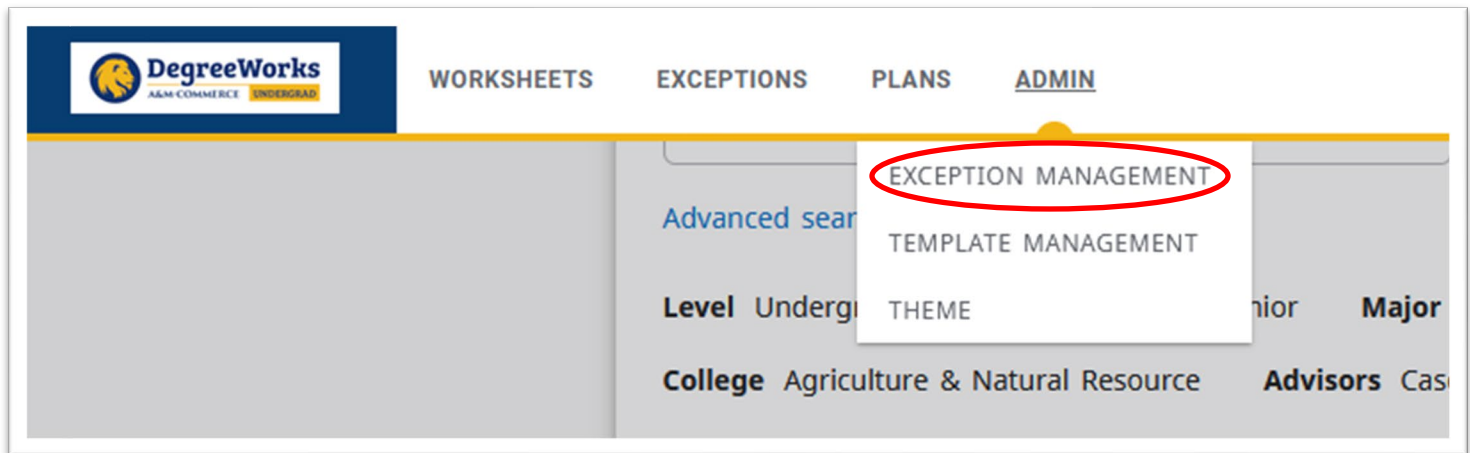 DegreeWorks
A&M-COMMERCE UNDERGRAD
WORKSHEETS EXCEPTIONS PLANS ADMIN
EXCEPTION MANAGEMENT
Advanced sear
TEMPLATE MANAGEMENT
Level Undergr nior Major
THEME
College Agriculture & Natural Resource Advisors Cas